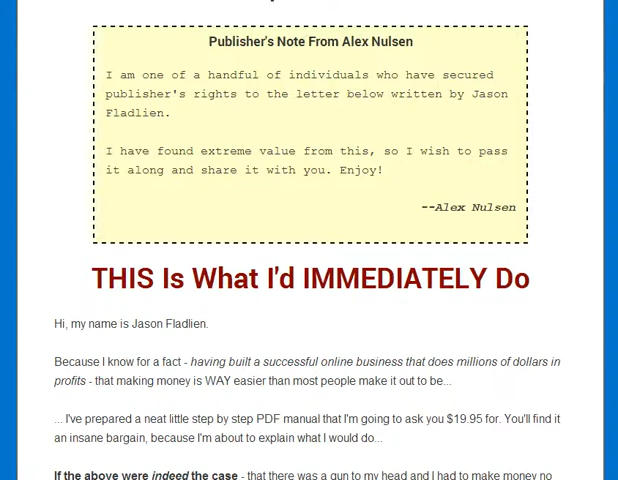 Publisher's Note From Alex Nulsen
I am one of a handful of individuals who have secured
publisher's rights to the letter below written by Jason
Fladlien.
I have found extreme value from this, so I wish to pass
it along and share it with you. Enjoy!
--Alex Nulsen
THIS Is What I'd IMMEDIATELY Do
Hi, my name is Jason Fladlien.
Because I know for a fact - having built a successful online business that does millions of dollars in
profits - that making money is WAY easier than most people make it out to be...
... I've prepared a neat little step by step PDF manual that I'm going to ask you $19.95 for. You'll find it
an insane bargain, because I'm about to explain what I would do...
If the above were indeed the case - that there was a gun to my head and I had to make money no